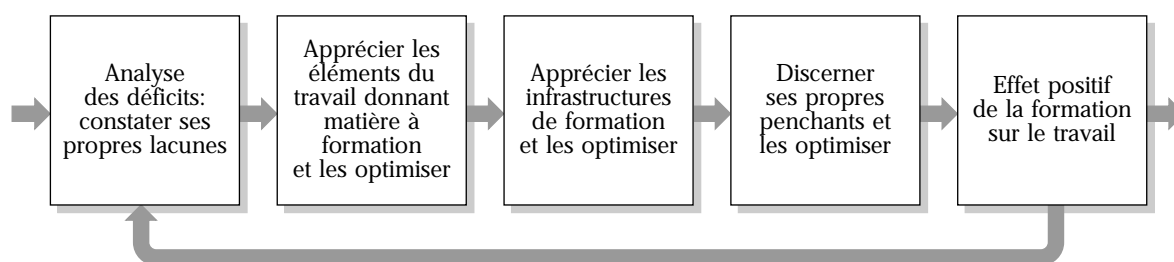 Analyse
des déficits:
constater ses
propres lacunes
Apprécier les
éléments du
travail donnant
matière à
formation
et les optimiser
Apprécier les
infrastructures
de formation
et les optimiser
Discerner
ses propres
penchants et
les optimiser
Effet positif
de la formation
sur le travail